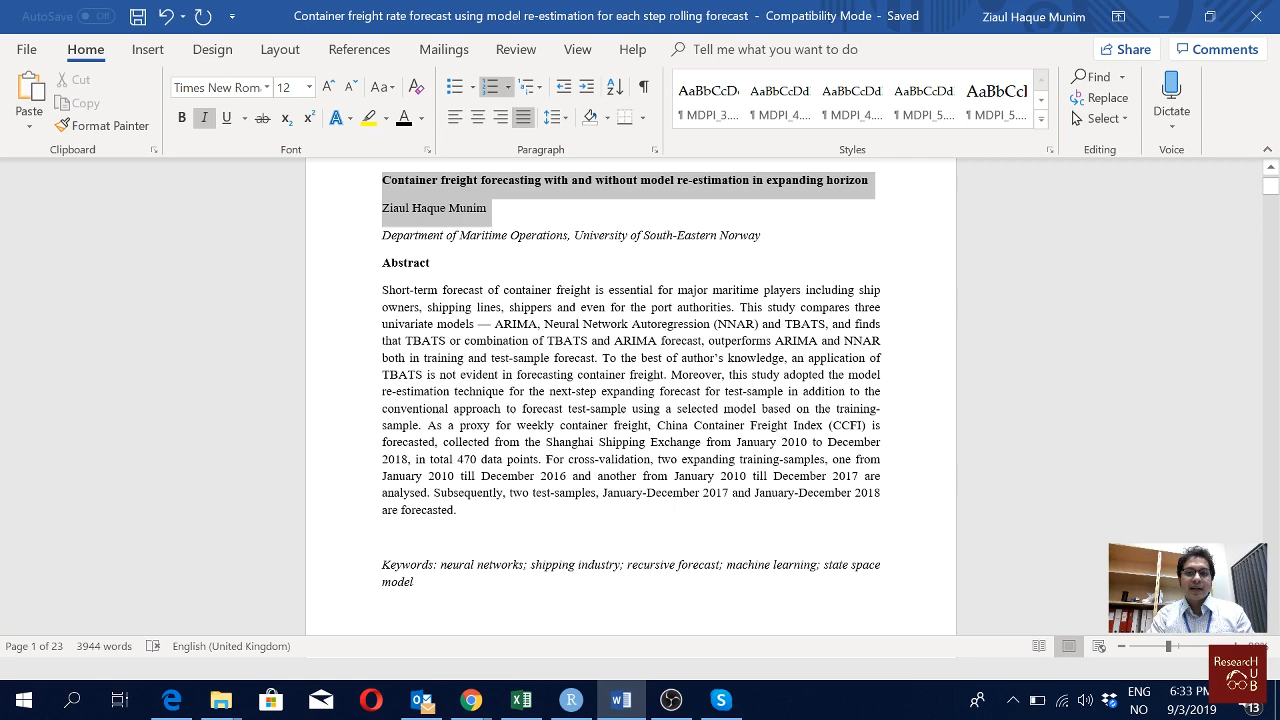 AutoSave Off
Container freight rate forecast using model re-estimation for each step rolling forecast - Compatibility Mode - Saved
Ziaul Haque Munim
File Home Insert Design Layout References Mailings Review View Help Tell me what you want to do Share Comments
Paste
Cut
Copy
Format Painter
Clipboard
Times New Rom 12
Aa
B I U ab x₂ x² A A
Font
Paragraph
AaBbCcDd AaBbCcDd AaBbCcDd AaBbCcDd AaBbCcl
¶ MDPI_3.... ¶ MDPI_4.... ¶ MDPI_4.... ¶ MDPI_5.... ¶ MDPI_5....
Styles
Find
Replace
Select
Editing
Dictate
Voice
Container freight forecasting with and without model re-estimation in expanding horizon
Ziaul Haque Munim
Department of Maritime Operations, University of South-Eastern Norway
Abstract
Short-term forecast of container freight is essential for major maritime players including ship
owners, shipping lines, shippers and even for the port authorities. This study compares three
univariate models — ARIMA, Neural Network Autoregression (NNAR) and TBATS, and finds
that TBATS or combination of TBATS and ARIMA forecast, outperforms ARIMA and NNAR
both in training and test-sample forecast. To the best of author's knowledge, an application of
TBATS is not evident in forecasting container freight. Moreover, this study adopted the model
re-estimation technique for the next-step expanding forecast for test-sample in addition to the
conventional approach to forecast test-sample using a selected model based on the training-
sample. As a proxy for weekly container freight, China Container Freight Index (CCFI) is
forecasted, collected from the Shanghai Shipping Exchange from January 2010 to December
2018, in total 470 data points. For cross-validation, two expanding training-samples, one from
January 2010 till December 2016 and another from January 2010 till December 2017 are
analysed. Subsequently, two test-samples, January-December 2017 and January-December 2018
are forecasted.
Keywords: neural networks; shipping industry; recursive forecast; machine learning; state space
model
Page 1 of 23 3944 words English (United Kingdom)
ResearcH
U
B
ENG
NO
6:33 PM
9/3/2019
13